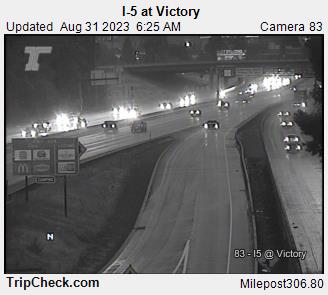 I-5 at Victory
Updated  Aug 31 2023  6:25 AM
Camera 83
N
83 - I5 @ Victory
TripCheck.com
Milepost306.80